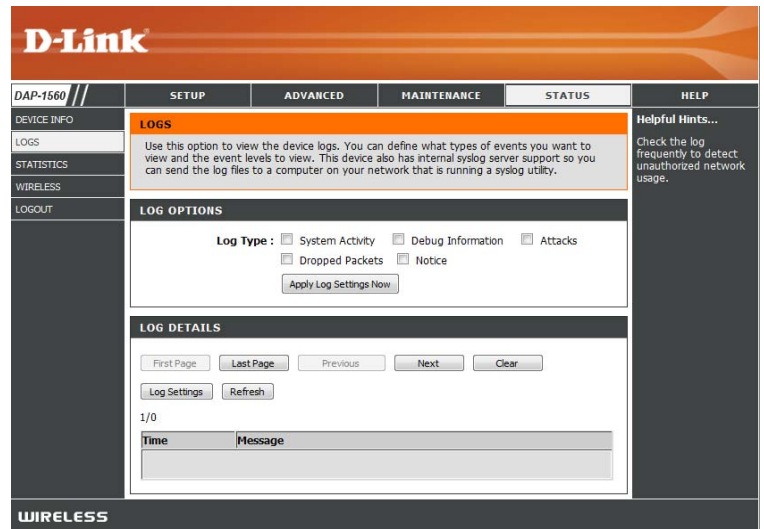 D-Link
DAP-1560
SETUP
ADVANCED
MAINTENANCE
STATUS
HELP
DEVICE INFO
LOGS
STATISTICS
WIRELESS
LOGOUT
LOGS
Use this option to view the device logs. You can define what types of events you want to
view and the event levels to view. This device also has internal syslog server support so you
can send the log files to a computer on your network that is running a syslog utility.
LOG OPTIONS
Log Type : System Activity Debug Information Attacks
Dropped Packets Notice
Apply Log Settings Now
LOG DETAILS
First Page Last Page Previous Next Clear
Log Settings Refresh
1/0
Time Message
Helpful Hints...
Check the log
frequently to detect
unauthorized network
usage.
WIRELESS